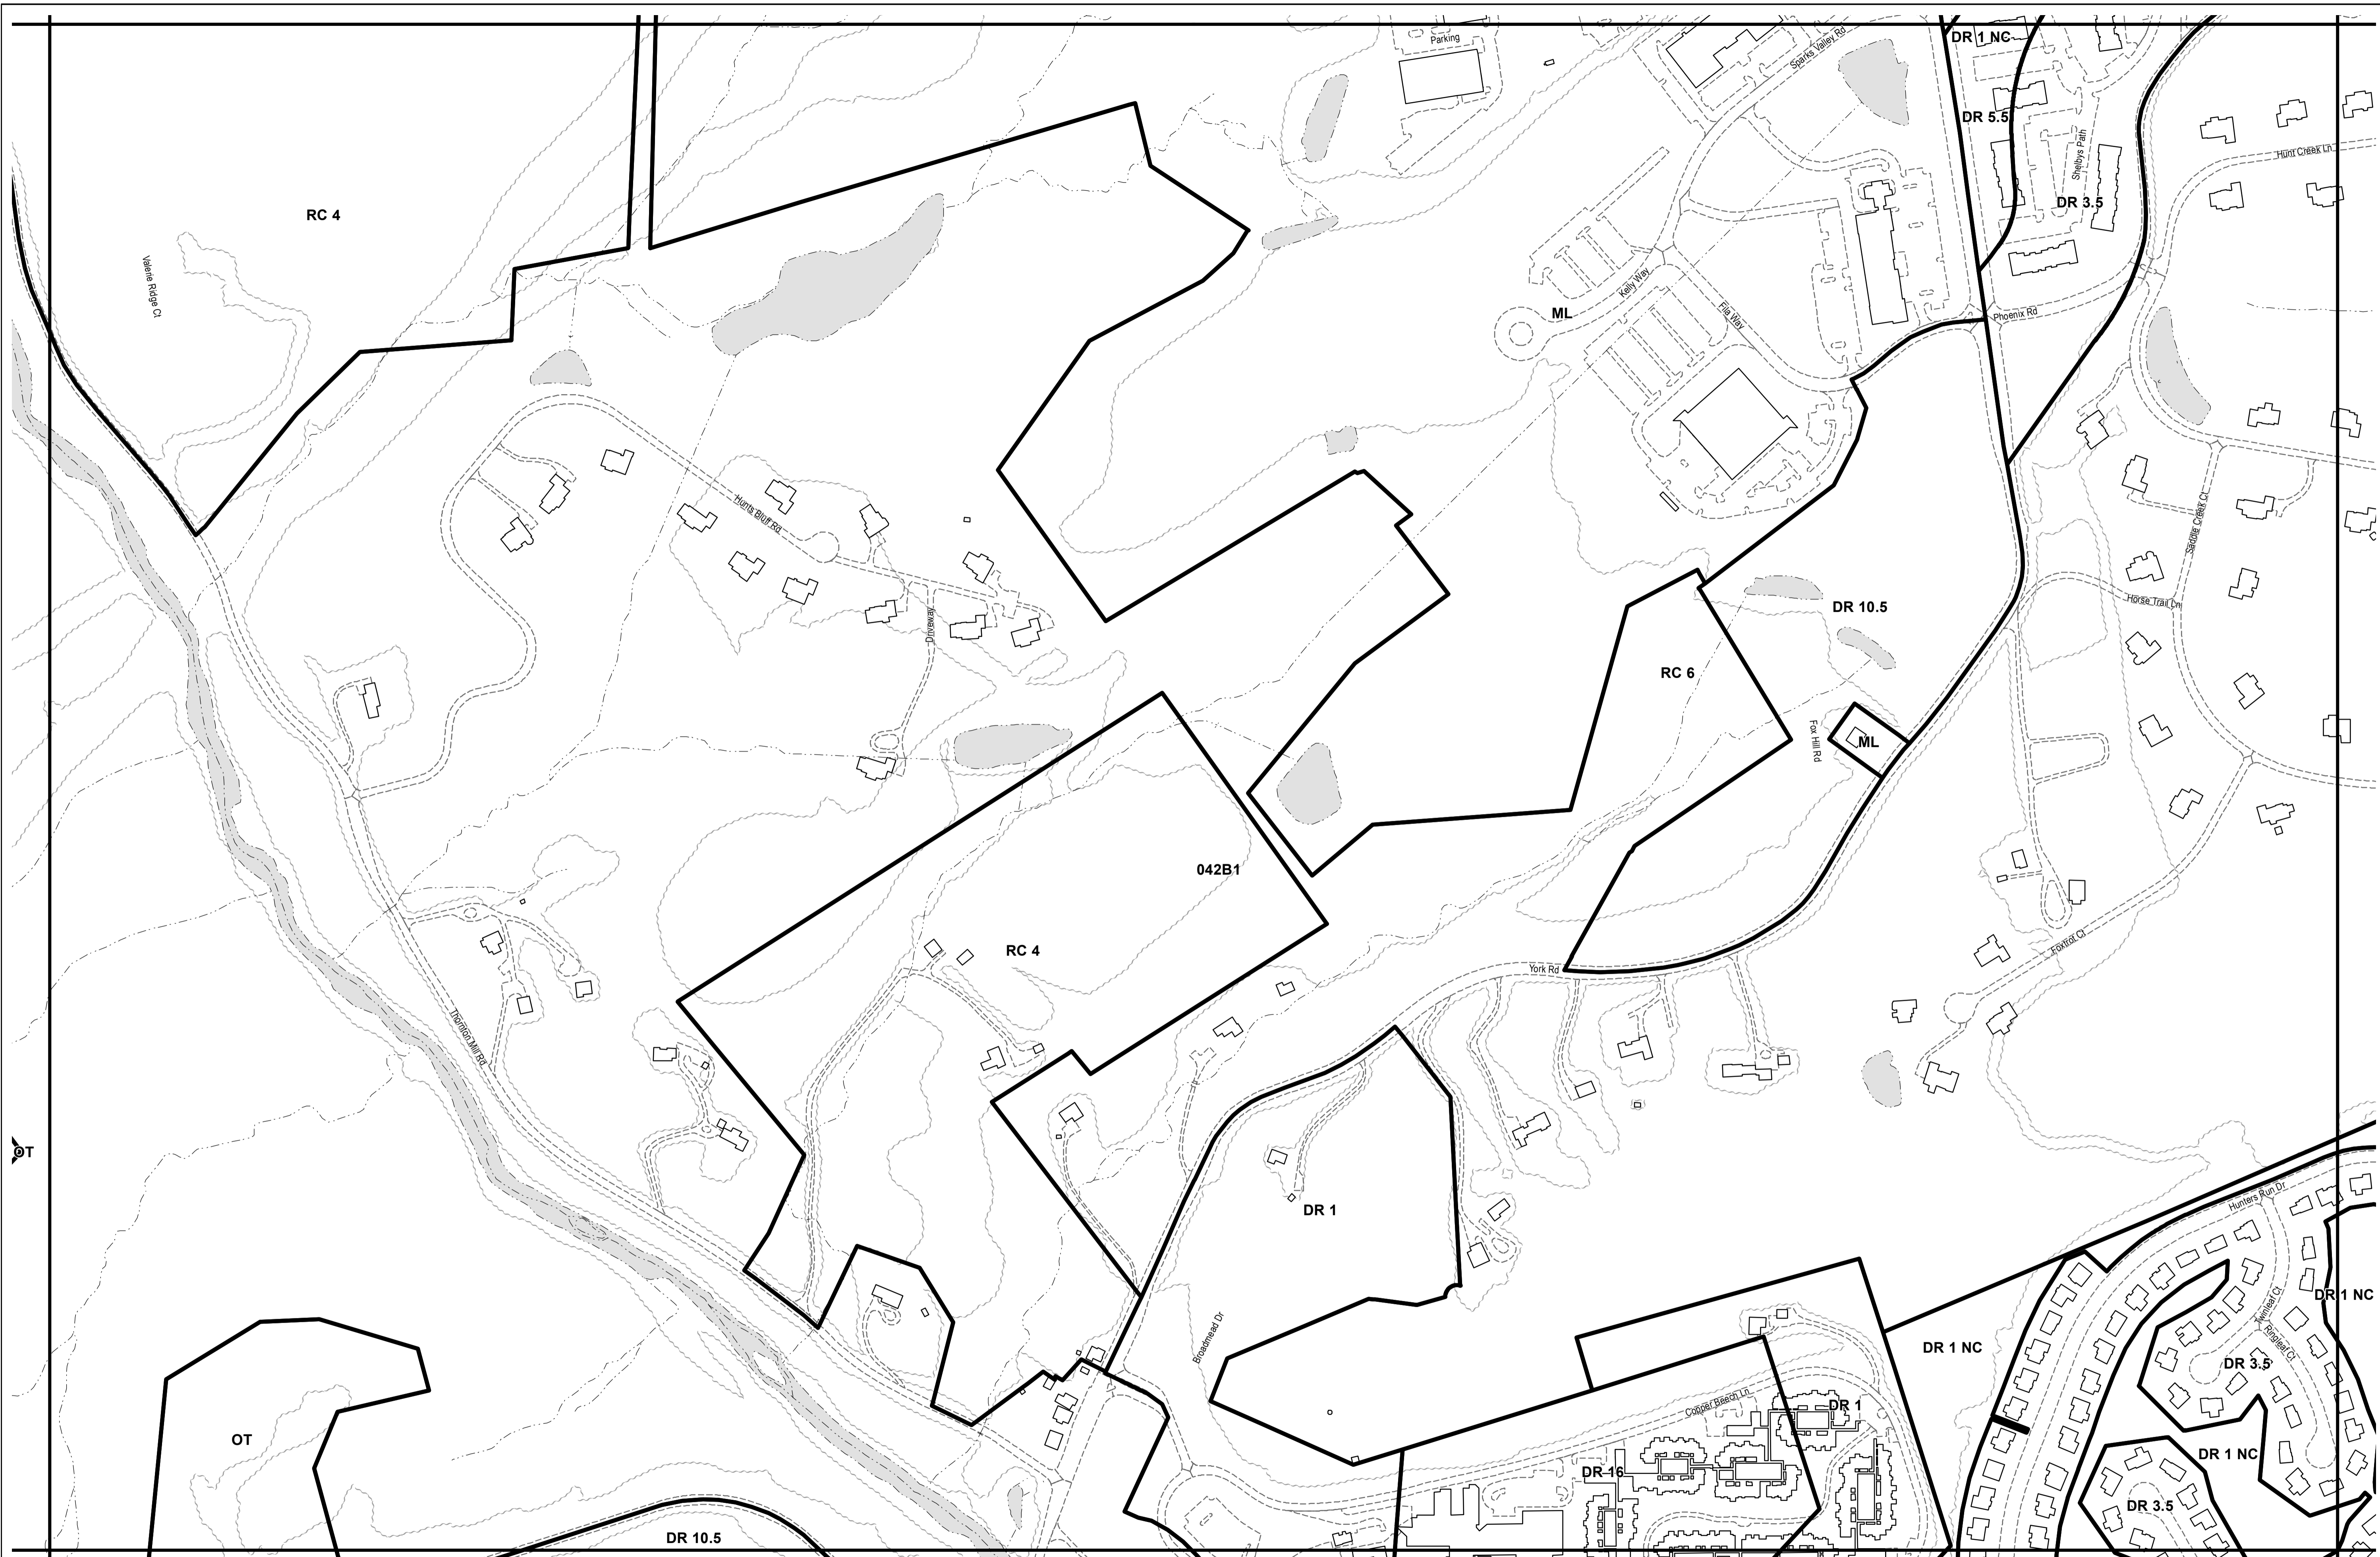 Parking
Sparks Valley Rd
DR 1 NC
DR 5.5
Shelbys Path
Hunt Creek Ln
DR 3.5
RC 4
Valerie Ridge Ct
Kelly Way
ML
Fila Way
Phoenix Rd
Hunts Bluff Rd
Saddle Creek Ct
Horse Trail Ln
Driveway
DR 10.5
RC 6
Fox Hill Rd
ML
042B1
RC 4
York Rd
Foxtrot Ct
Thornton Mill Rd
OT
DR 1
Hunters Run Dr
Broadmead Dr
DR 1 NC
Twinleaf Ct
Ringleaf Ct
DR 1 NC
DR 3.5
Copper Beech Ln
DR 1
OT
DR 16
DR 1 NC
DR 3.5
DR 10.5